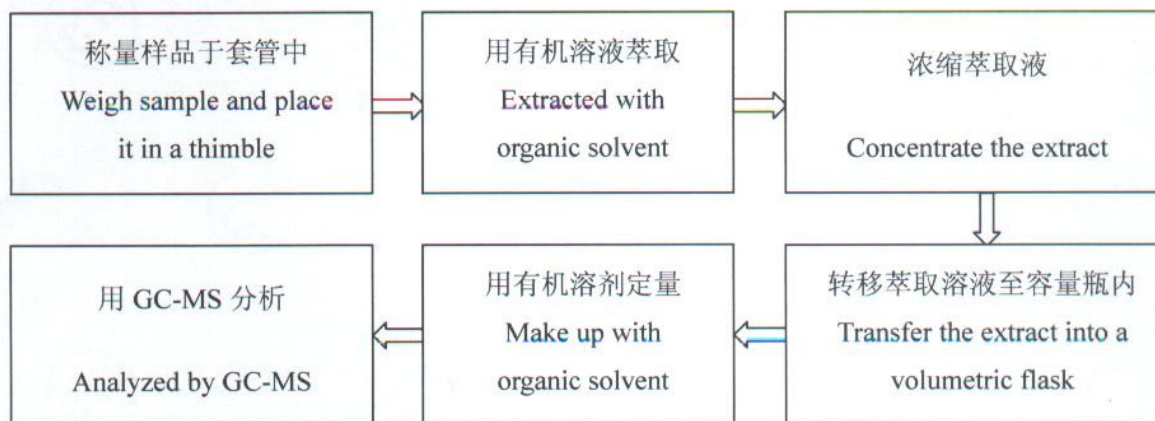 称量样品于套管中
Weigh sample and place
it in a thimble
用有机溶液萃取
Extracted with
organic solvent
浓缩萃取液
Concentrate the extract
转移萃取溶液至容量瓶内
Transfer the extract into a
volumetric flask
用有机溶剂定量
Make up with
organic solvent
用 GC-MS 分析
Analyzed by GC-MS